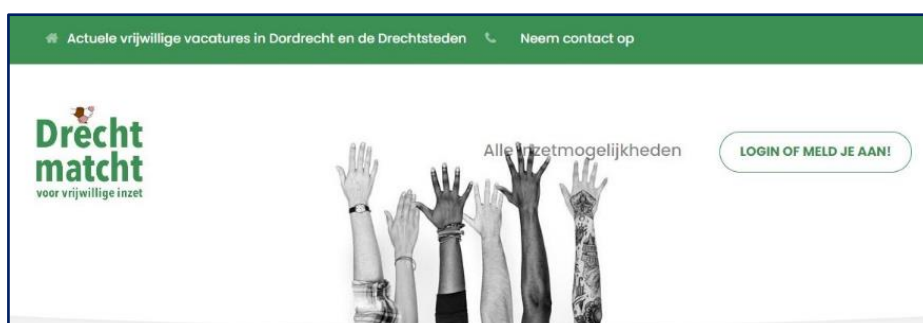 Actuele vrijwillige vacatures in Dordrecht en de Drechtsteden Neem contact op
Drecht
matcht
voor vrijwillige inzet
Alle inzetmogelijkheden
LOGIN OF MELD JE AAN!